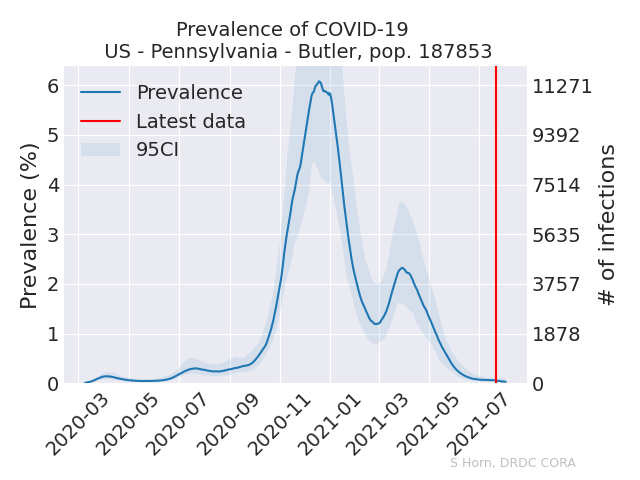 Prevalence of COVID-19
US - Pennsylvania - Butler, pop. 187853
Prevalence
Latest data
95CI
Prevalence (%)
6
5
4
3
2
1
0
11271
9392
7514
5635
3757
1878
0
# of infections
2020-03
2020-05
2020-07
2020-09
2020-11
2021-01
2021-03
2021-05
2021-07
S Horn, DRDC CORA